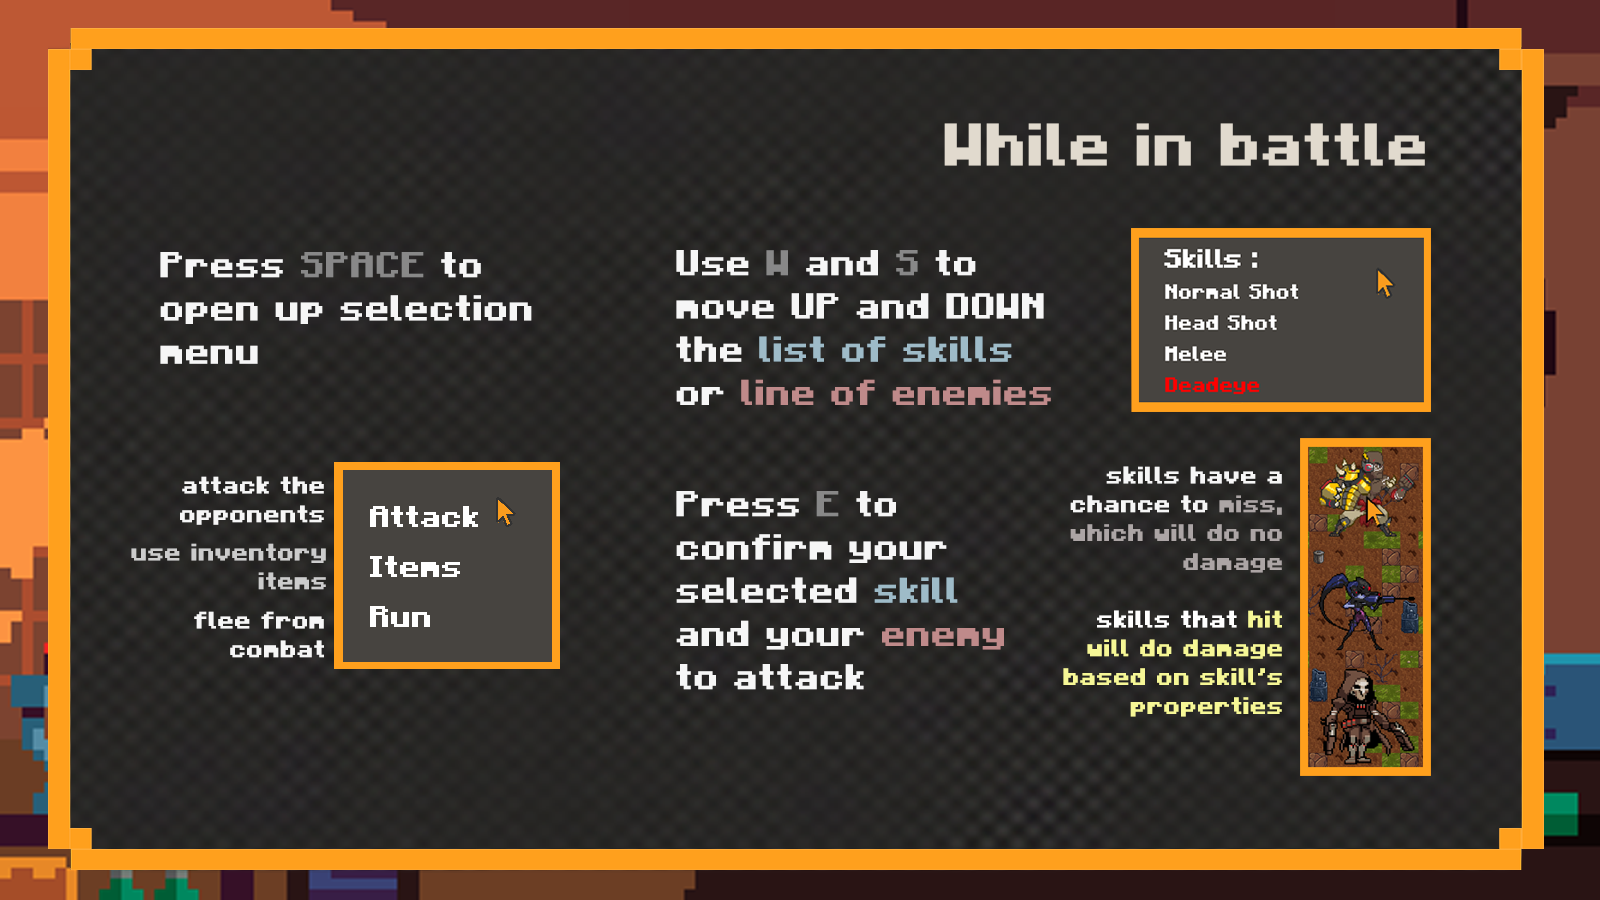 While in battle
Press SPACE to
open up selection
menu
attack the
opponents
use inventory
items
flee from
combat
Attack
Items
Run
Use W and S to
move UP and DOWN
the list of skills
or line of enemies
Press E to
confirm your
selected skill
and your enemy
to attack
Skills :
Normal Shot
Head Shot
Melee
Deadeye
skills have a
chance to miss,
which will do no
damage
skills that hit
will do damage
based on skill's
properties